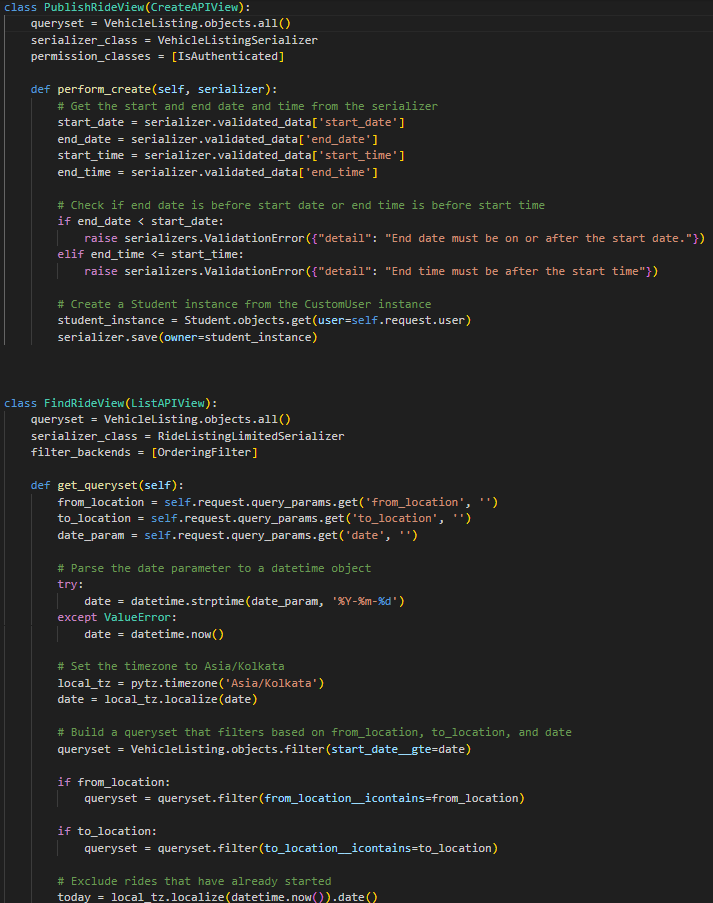 class PublishRideView(CreateAPIView):
    queryset = VehicleListing.objects.all()
    serializer_class = VehicleListingSerializer
    permission_classes = [IsAuthenticated]

    def perform_create(self, serializer):
        # Get the start and end date and time from the serializer
        start_date = serializer.validated_data['start_date']
        end_date = serializer.validated_data['end_date']
        start_time = serializer.validated_data['start_time']
        end_time = serializer.validated_data['end_time']

        # Check if end date is before start date or end time is before start time
        if end_date < start_date:
            raise serializers.ValidationError({"detail": "End date must be on or after the start date."})
        elif end_time <= start_time:
            raise serializers.ValidationError({"detail": "End time must be after the start time"})

        # Create a Student instance from the CustomUser instance
        student_instance = Student.objects.get(user=self.request.user)
        serializer.save(owner=student_instance)

class FindRideView(ListAPIView):
    queryset = VehicleListing.objects.all()
    serializer_class = RideListingLimitedSerializer
    filter_backends = [OrderingFilter]

    def get_queryset(self):
        from_location = self.request.query_params.get('from_location', '')
        to_location = self.request.query_params.get('to_location', '')
        date_param = self.request.query_params.get('date', '')

        # Parse the date parameter to a datetime object
        try:
            date = datetime.strptime(date_param, '%Y-%m-%d')
        except ValueError:
            date = datetime.now()

        # Set the timezone to Asia/Kolkata
        local_tz = pytz.timezone('Asia/Kolkata')
        date = local_tz.localize(date)

        # Build a queryset that filters based on from_location, to_location, and date
        queryset = VehicleListing.objects.filter(start_date__gte=date)

        if from_location:
            queryset = queryset.filter(from_location__icontains=from_location)

        if to_location:
            queryset = queryset.filter(to_location__icontains=to_location)

        # Exclude rides that have already started
        today = local_tz.localize(datetime.now()).date()